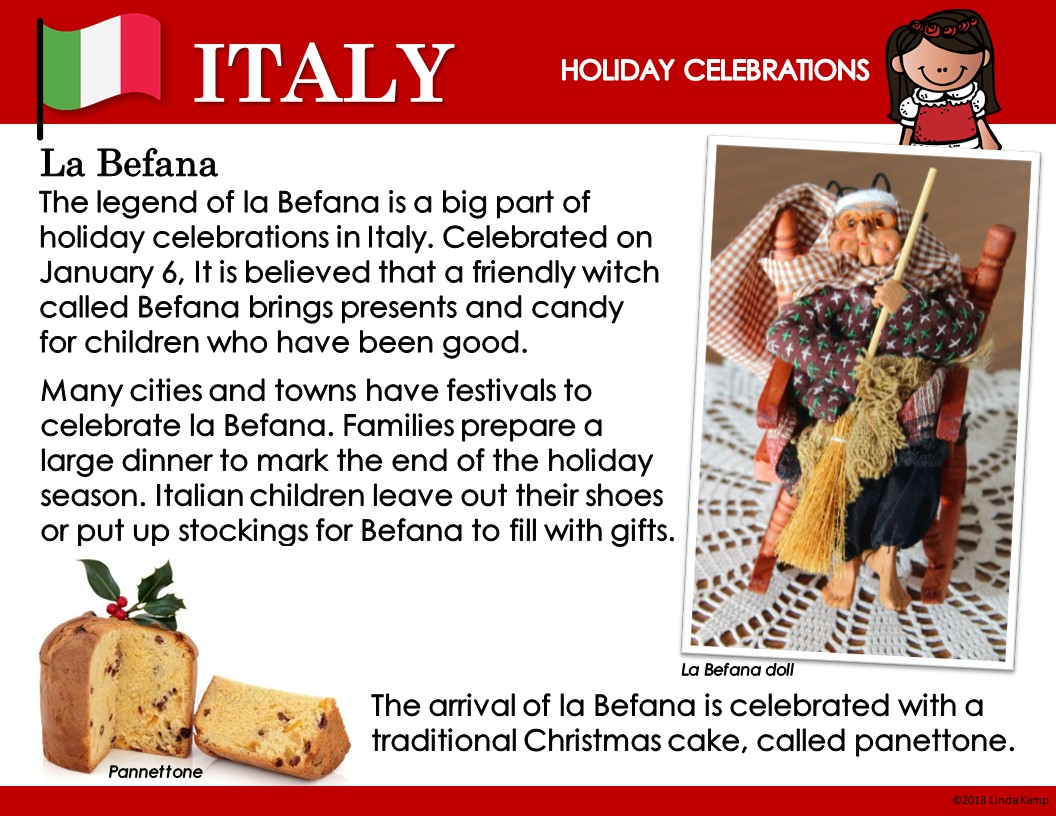 ITALY
HOLIDAY CELEBRATIONS
La Befana
The legend of la Befana is a big part of
holiday celebrations in Italy. Celebrated on
January 6, It is believed that a friendly witch
called Befana brings presents and candy
for children who have been good.
Many cities and towns have festivals to
celebrate la Befana. Families prepare a
large dinner to mark the end of the holiday
season. Italian children leave out their shoes
or put up stockings for Befana to fill with gifts.
La Befana doll
The arrival of la Befana is celebrated with a
traditional Christmas cake, called panettone.
Pannettone
©2018 Linda Kamp